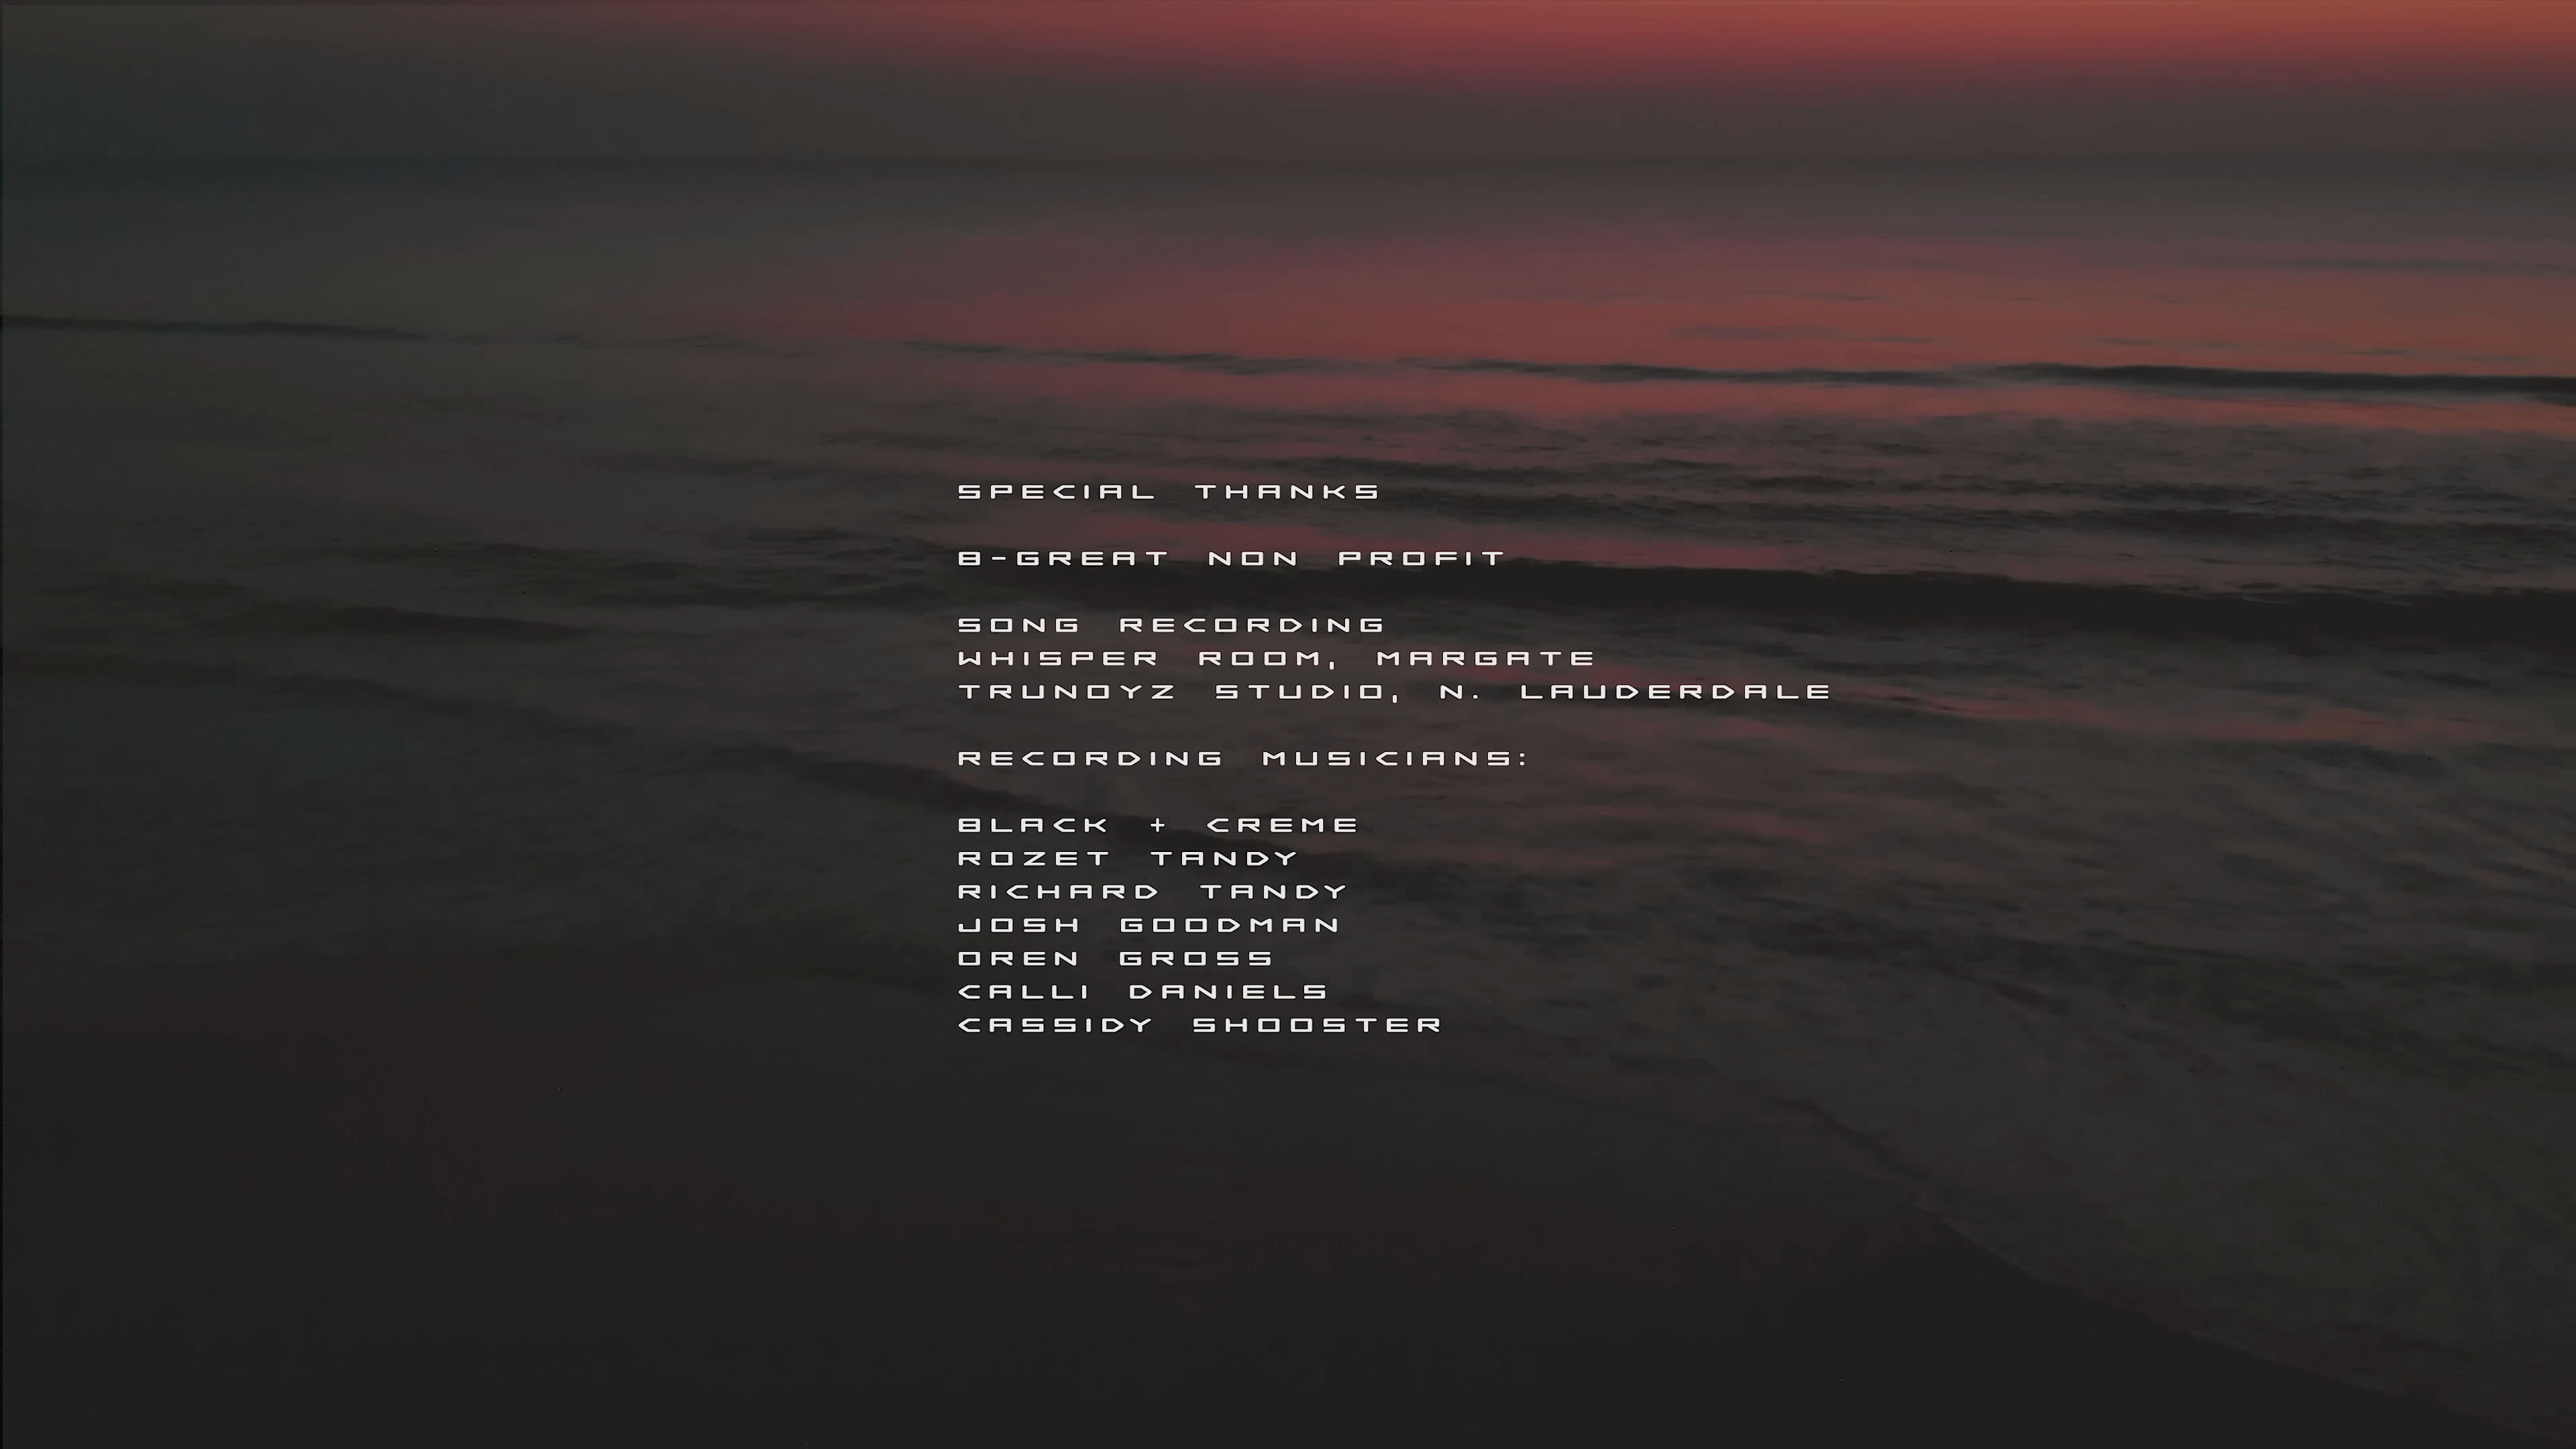 SPECIAL THANKS
B-GREAT NON PROFIT
SONG RECORDING
WHISPER ROOM, MARGATE
TRUNOYZ STUDIO, N. LAUDERDALE
RECORDING MUSICIANS:
BLACK + CREME
ROZET TANDY
RICHARD TANDY
JOSH GOODMAN
OREN GROSS
CALLI DANIELS
CASSIDY SHOOSTER